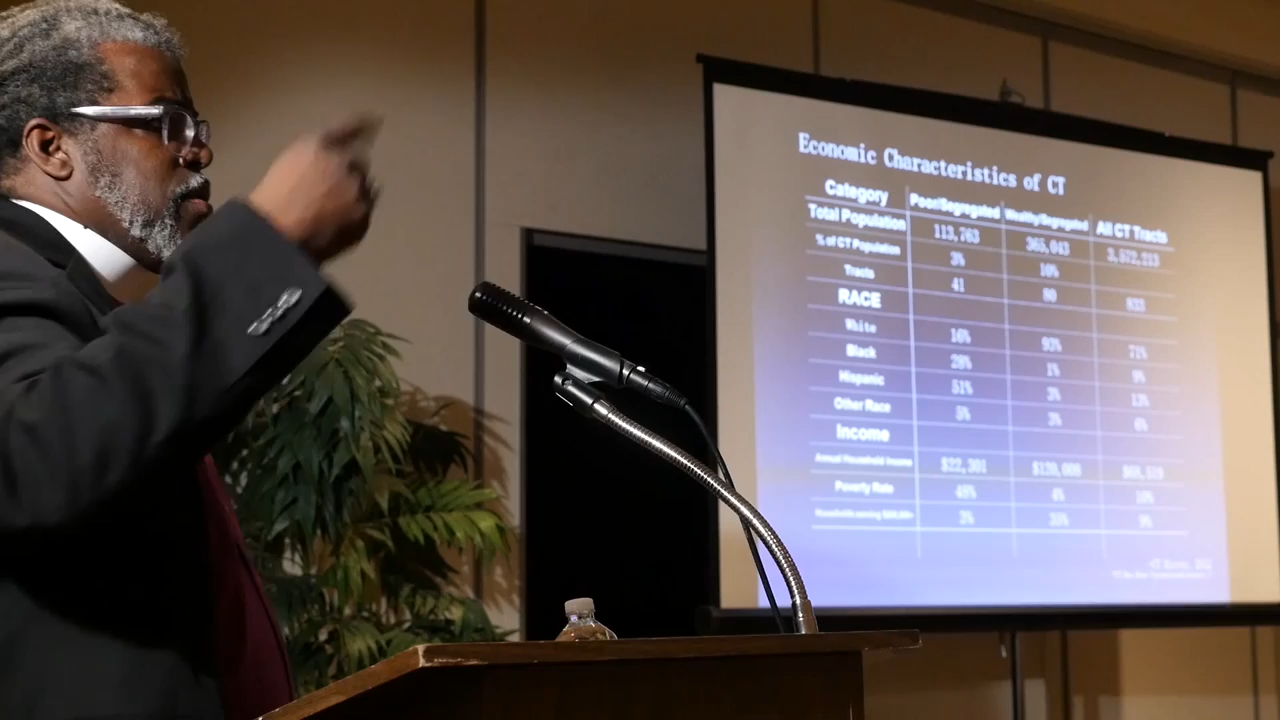 Economic Characteristics of CT
Category Poor/Segregated Wealthy/Segregated All CT Tracts
Total Population 113,763 365,043 3,572,213
% of CT Population 3% 10%
Tracts 41 80 833
RACE
White 16% 93% 71%
Black 28% 1% 9%
Hispanic 51% 3% 13%
Other Race 5% 3% 6%
Income
Annual Household Income $22,301
Poverty Rate 4% 10%